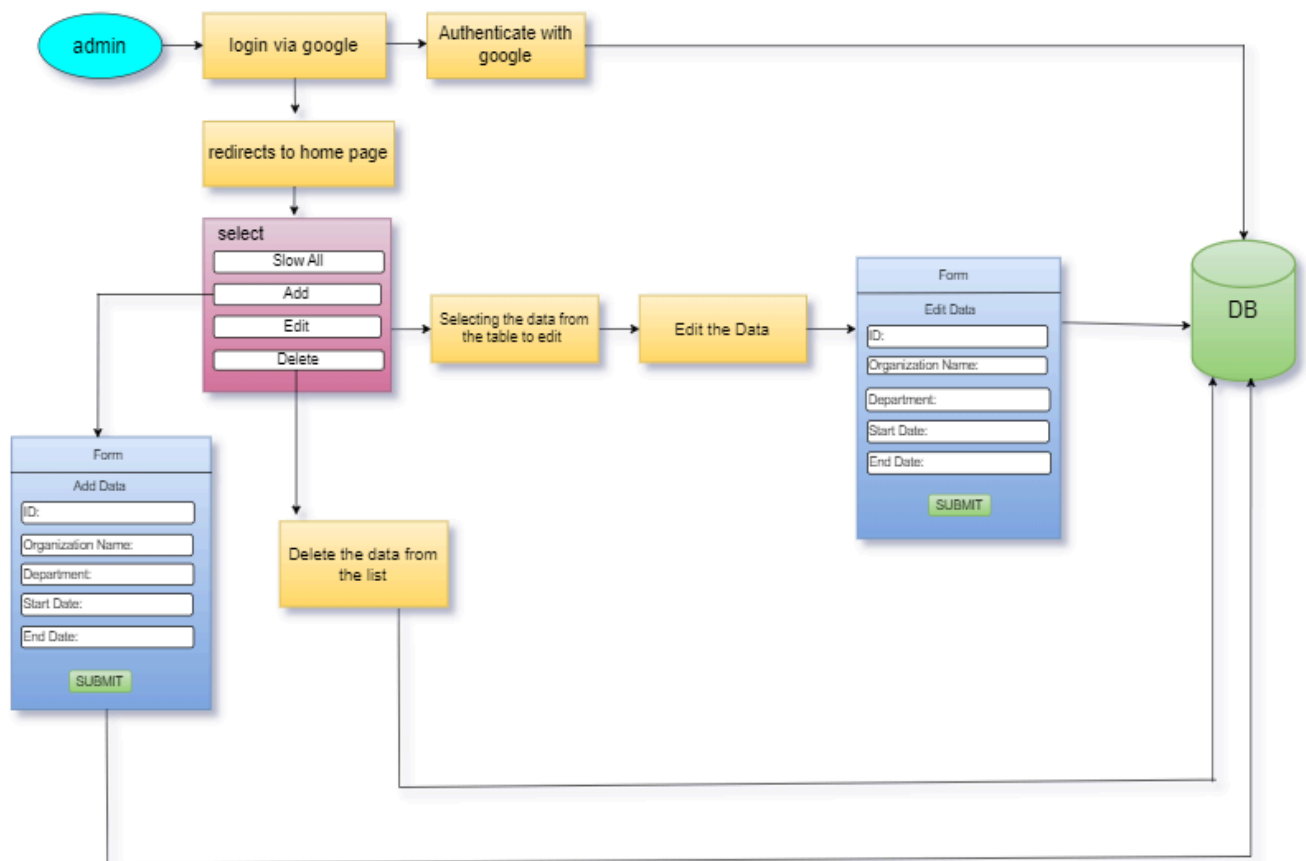 admin
login via google
Authenticate with
google
redirects to home page
select
Slow All
Add
Edit
Delete
Selecting the data from
the table to edit
Edit the Data
Form
Edit Data
ID:
Organization Name:
Department:
Start Date:
End Date:
SUBMIT
DB
Form
Add Data
ID:
Organization Name:
Department:
Start Date:
End Date:
SUBMIT
Delete the data from
the list